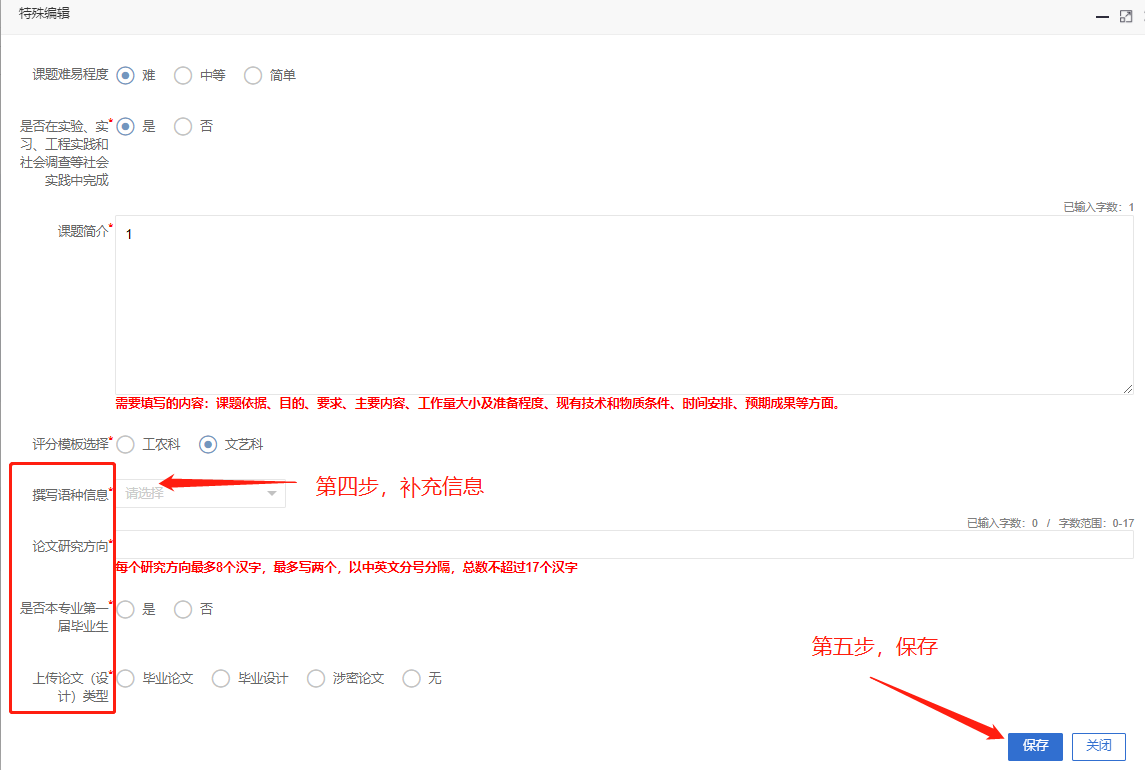 特殊编辑
课题难易程度 难 中等 简单
是否在实验、实* 是 否
习、工程实践和
社会调查等社会
实践中完成
已输入字数：1
课题简介* 1
需要填写的内容：课题依据、目的、要求、主要内容、工作量大小及准备程度、现有技术和物质条件、时间安排、预期成果等方面。
评分模板选择* 工农科 文艺科
撰写语种信息* 请选择 第四步，补充信息
已输入字数：0 / 字数范围：0-17
论文研究方向*
每个研究方向最多8个汉字，最多写两个，以中英文分号分隔，总数不超过17个汉字
是否本专业第一* 是 否
届毕业生
第五步，保存
上传论文（设* 毕业论文 毕业设计 涉密论文 无
计）类型
保存 关闭